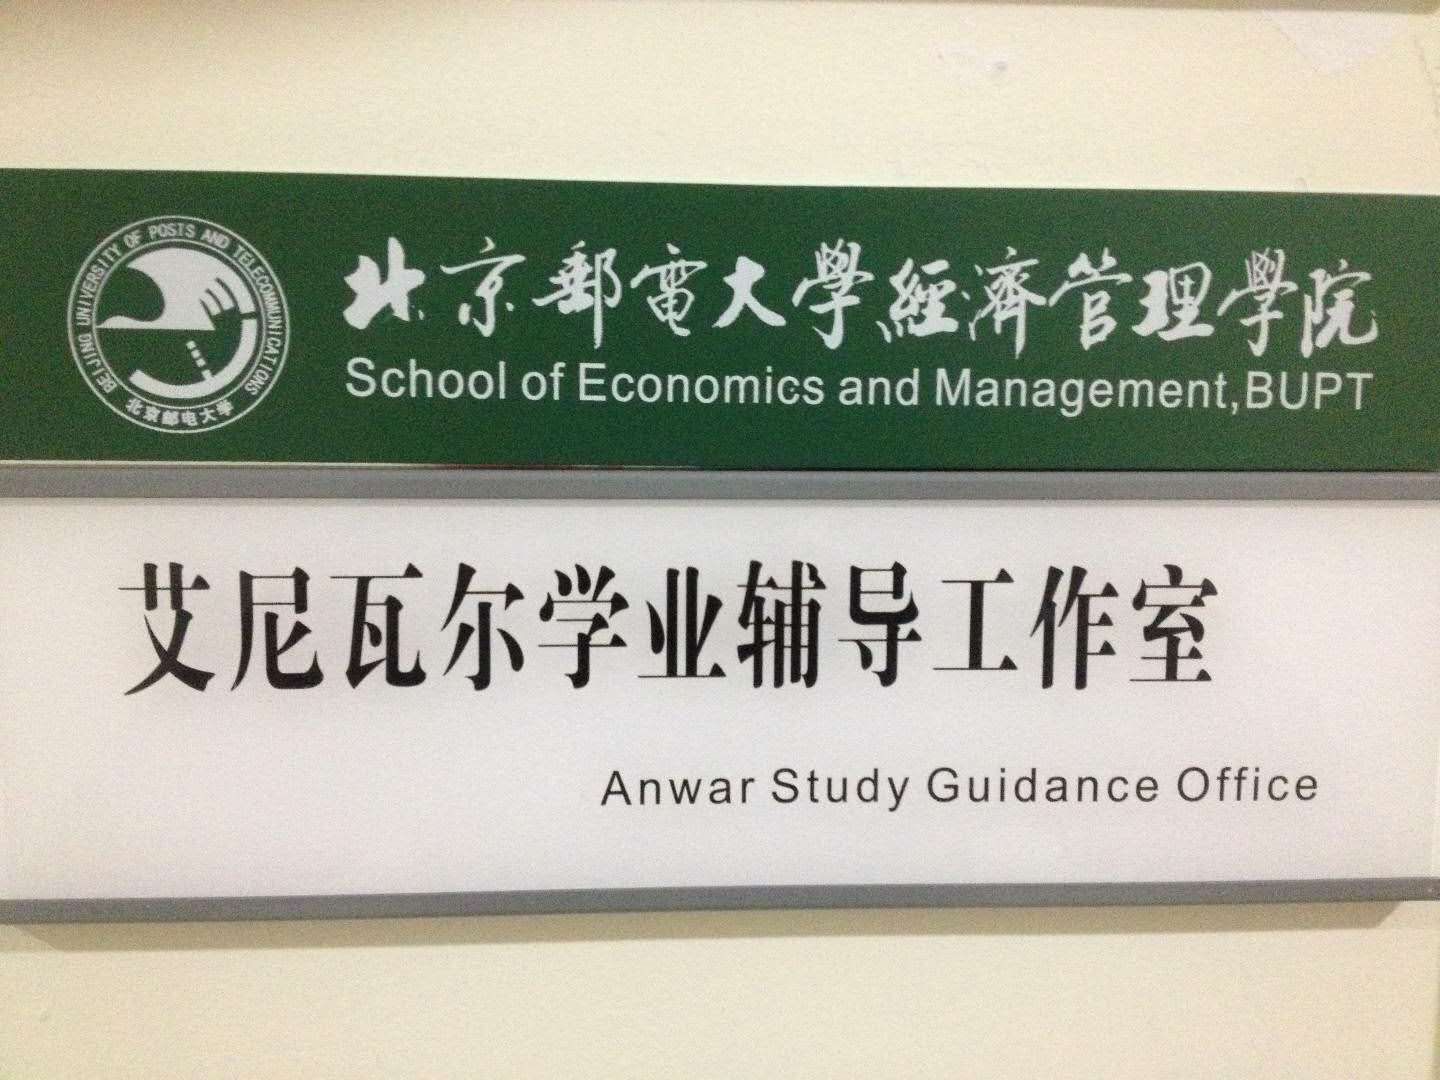 BEIJING UNIVERSITY OF POSTS AND TELECOMMUNICATIONS
北京邮电大学
北京郵電大學經濟管理學院
School of Economics and Management,BUPT
艾尼瓦尔学业辅导工作室
Anwar Study Guidance Office